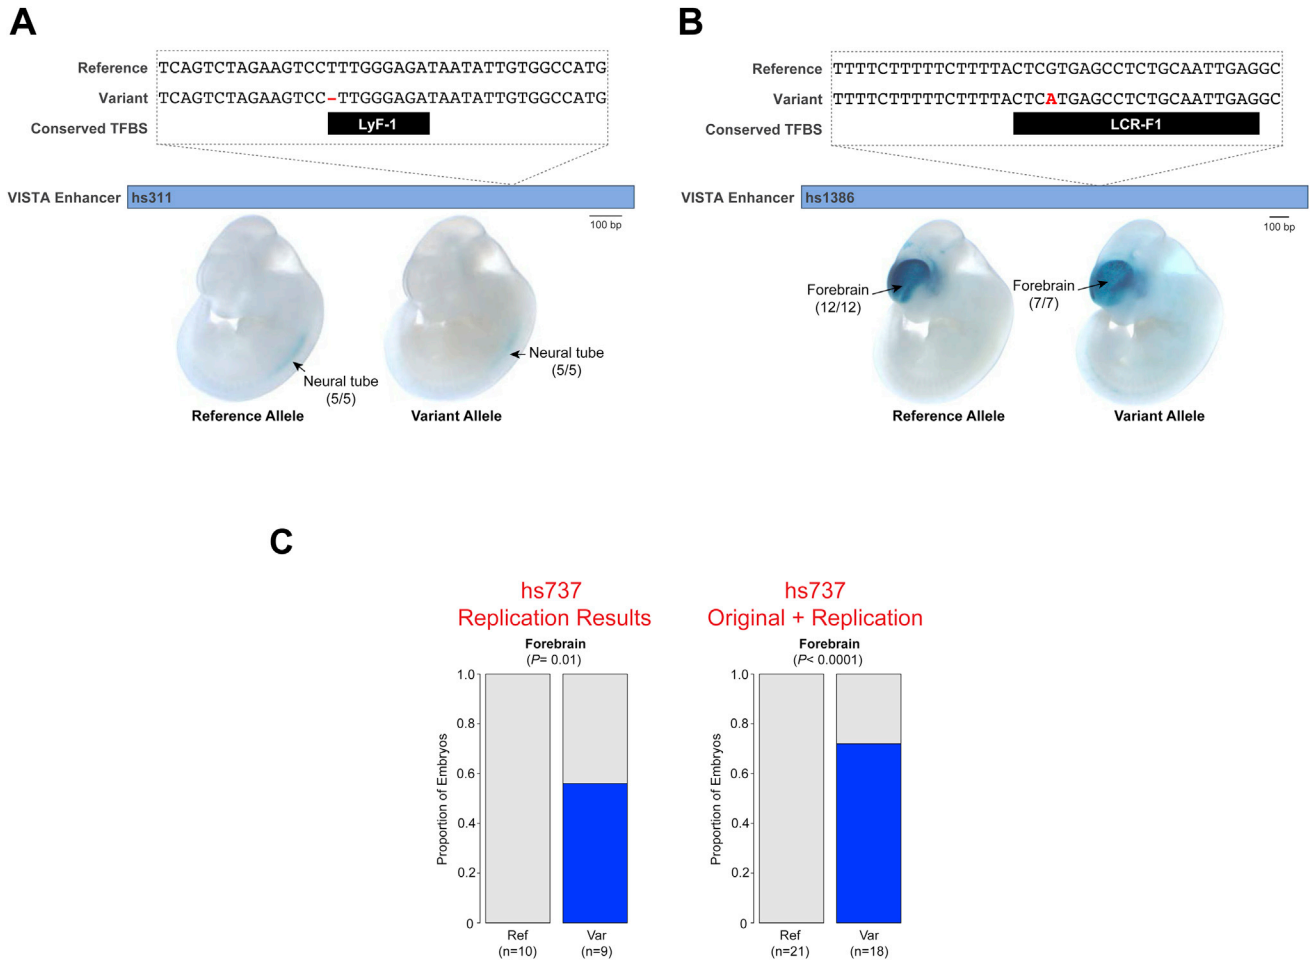 A
Reference TCAGTCTAGAAGTCCTTTGGGAGATAATATTGTGGCCATG
Variant TCAGTCTAGAAGTCC-TTGGGAGATAATATTGTGGCCATG
Conserved TFBS LyF-1
VISTA Enhancer hs311
100 bp
Neural tube
(5/5)
Neural tube
(5/5)
Reference Allele Variant Allele
B
Reference TTTTCTTTTTCTTTTACTCGTGAGCCTCTGCAATTGAGGC
Variant TTTTCTTTTTCTTTTACTCATGAGCCTCTGCAATTGAGGC
Conserved TFBS LCR-F1
VISTA Enhancer hs1386
100 bp
Forebrain
(12/12)
Forebrain
(7/7)
Reference Allele Variant Allele
C
hs737
Replication Results
Forebrain
(P= 0.01)
Proportion of Embryos
1.0
0.8
0.6
0.4
0.2
0
Ref Var
(n=10) (n=9)
hs737
Original + Replication
Forebrain
(P< 0.0001)
Proportion of Embryos
1.0
0.8
0.6
0.4
0.2
0
Ref Var
(n=21) (n=18)